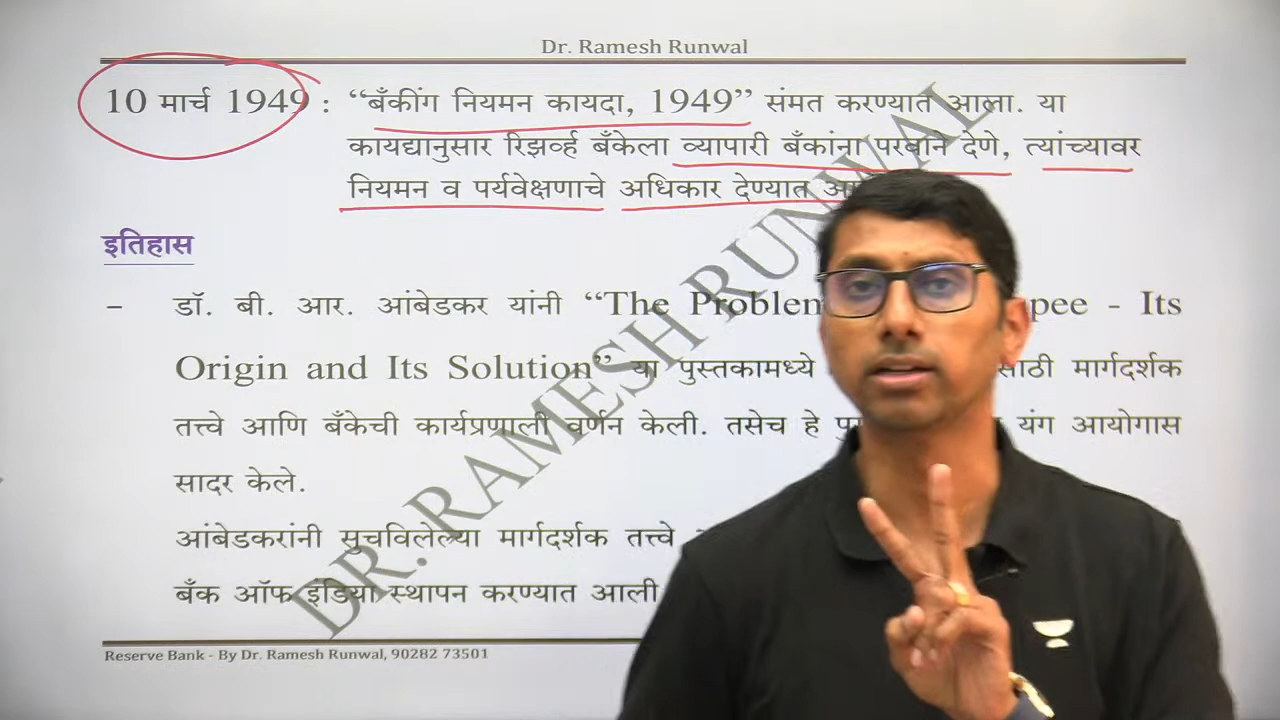 Dr. Ramesh Runwal
10 मार्च 1949 : “बँकींग नियमन कायदा, 1949” संमत करण्यात आला. या
कायद्यानुसार रिझर्व्ह बँकेला व्यापारी बँकांना परवाने देणे, त्यांच्यावर
नियमन व पर्यवेक्षणाचे अधिकार देण्यात
इतिहास
– डॉ. बी. आर. आंबेडकर यांनी “The Problem - Its
Origin and Its Solution” या पुस्तकामध्ये मार्गदर्शक
तत्त्वे आणि बँकेची कार्यप्रणाली वर्णन केली. तसेच हे यंग आयोगास
सादर केले.
आंबेडकरांनी सुचविलेल्या मार्गदर्शक तत्त्वे
बँक ऑफ इंडिया स्थापन करण्यात आली
DR. RAMESH RUNWAL
Reserve Bank - By Dr. Ramesh Runwal, 90282 73501